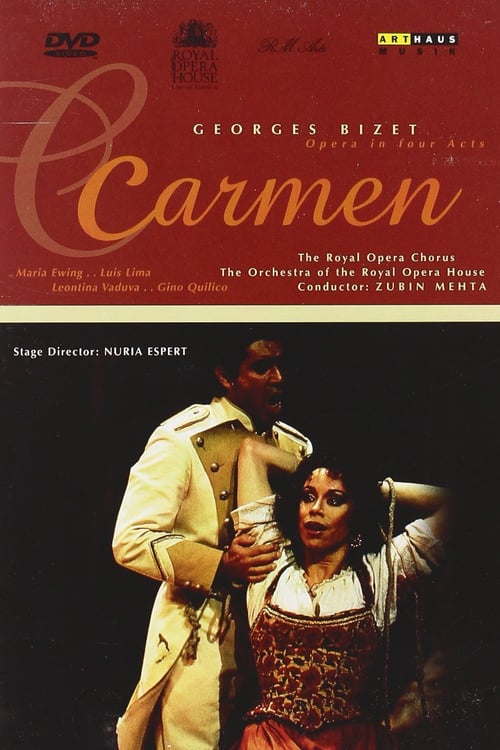 DVD
VIDEO
ROYAL
OPERA
HOUSE
RM Arts
ARTHAUS
MUSIK
GEORGES BIZET
Opera in four Acts
Carmen
Maria Ewing . . Luis Lima
Leontina Vaduva . . Gino Quilico
The Royal Opera Chorus
The Orchestra of the Royal Opera House
Conductor: ZUBIN MEHTA
Stage Director: NURIA ESPERT